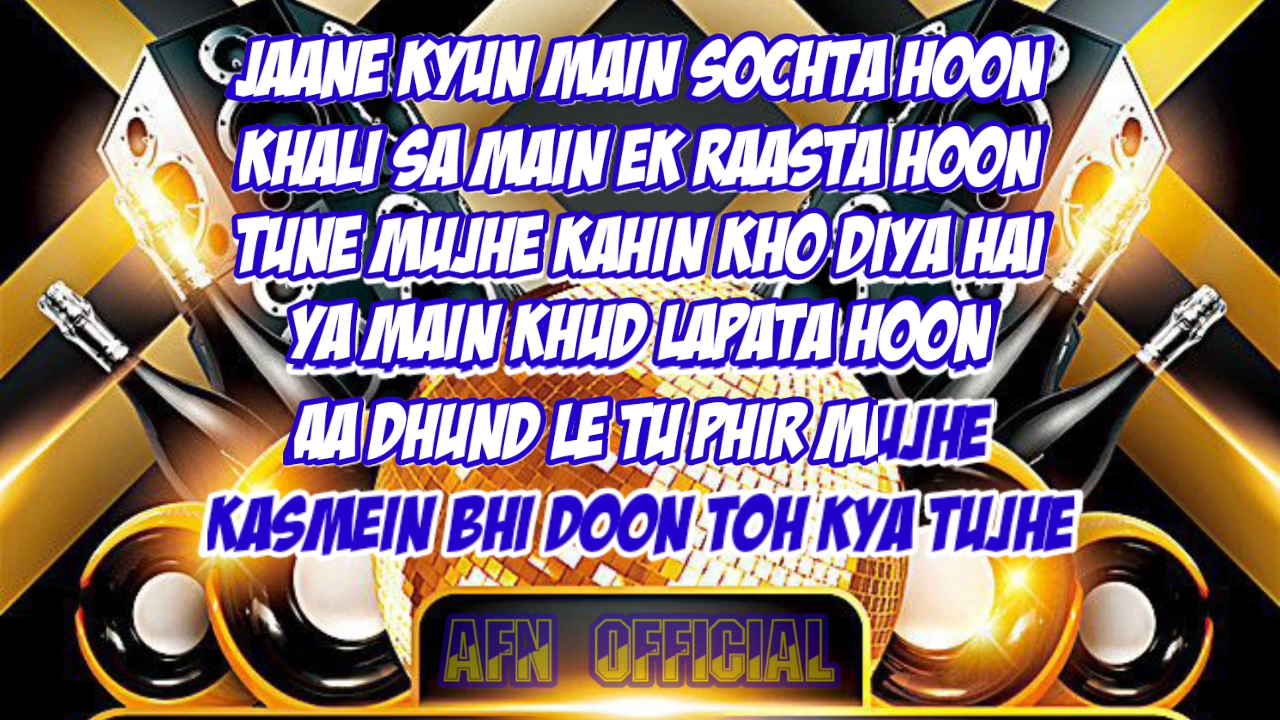 JAANE KYUN MAIN SOCHTA HOON
KHALI SA MAIN EK RAASTA HOON
TUNE MUJHE KAHIN KHO DIYA HAI
YA MAIN KHUD LAPATA HOON
AA DHUND LE TU PHIR MUJHE
KASMEIN BHI DOON TOH KYA TUJHE
AFN OFFICIAL